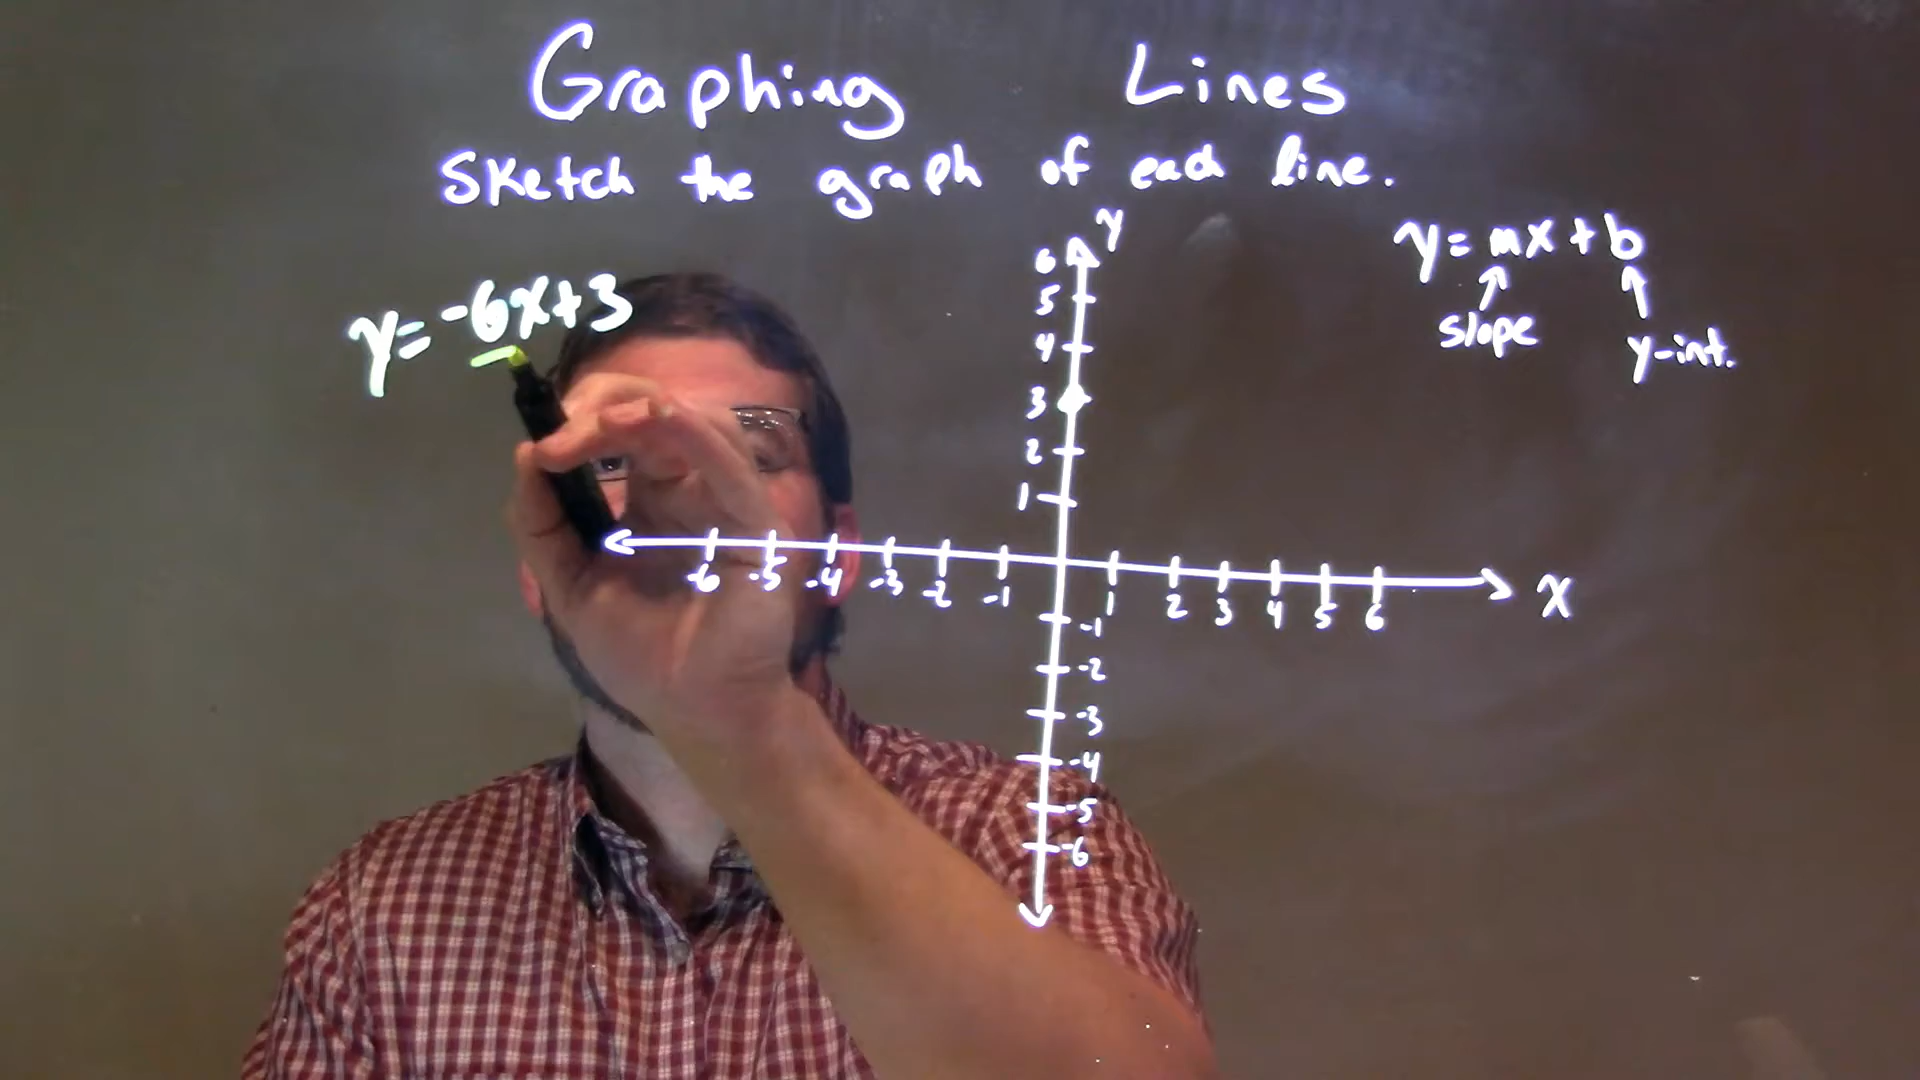 Graphing Lines
Sketch the graph of each line.
y = mx + b
slope
y-int.
y = -6x+3
y
6
5
4
3
2
1
-6 -5 -4 -3 -2 -1 1 2 3 4 5 6 x
-1
-2
-3
-4
-5
-6